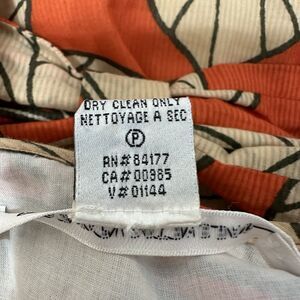 DRY CLEAN ONLY
NETTOYAGE A SEC
P
RN# 84177
CA# 00985
V# 01144